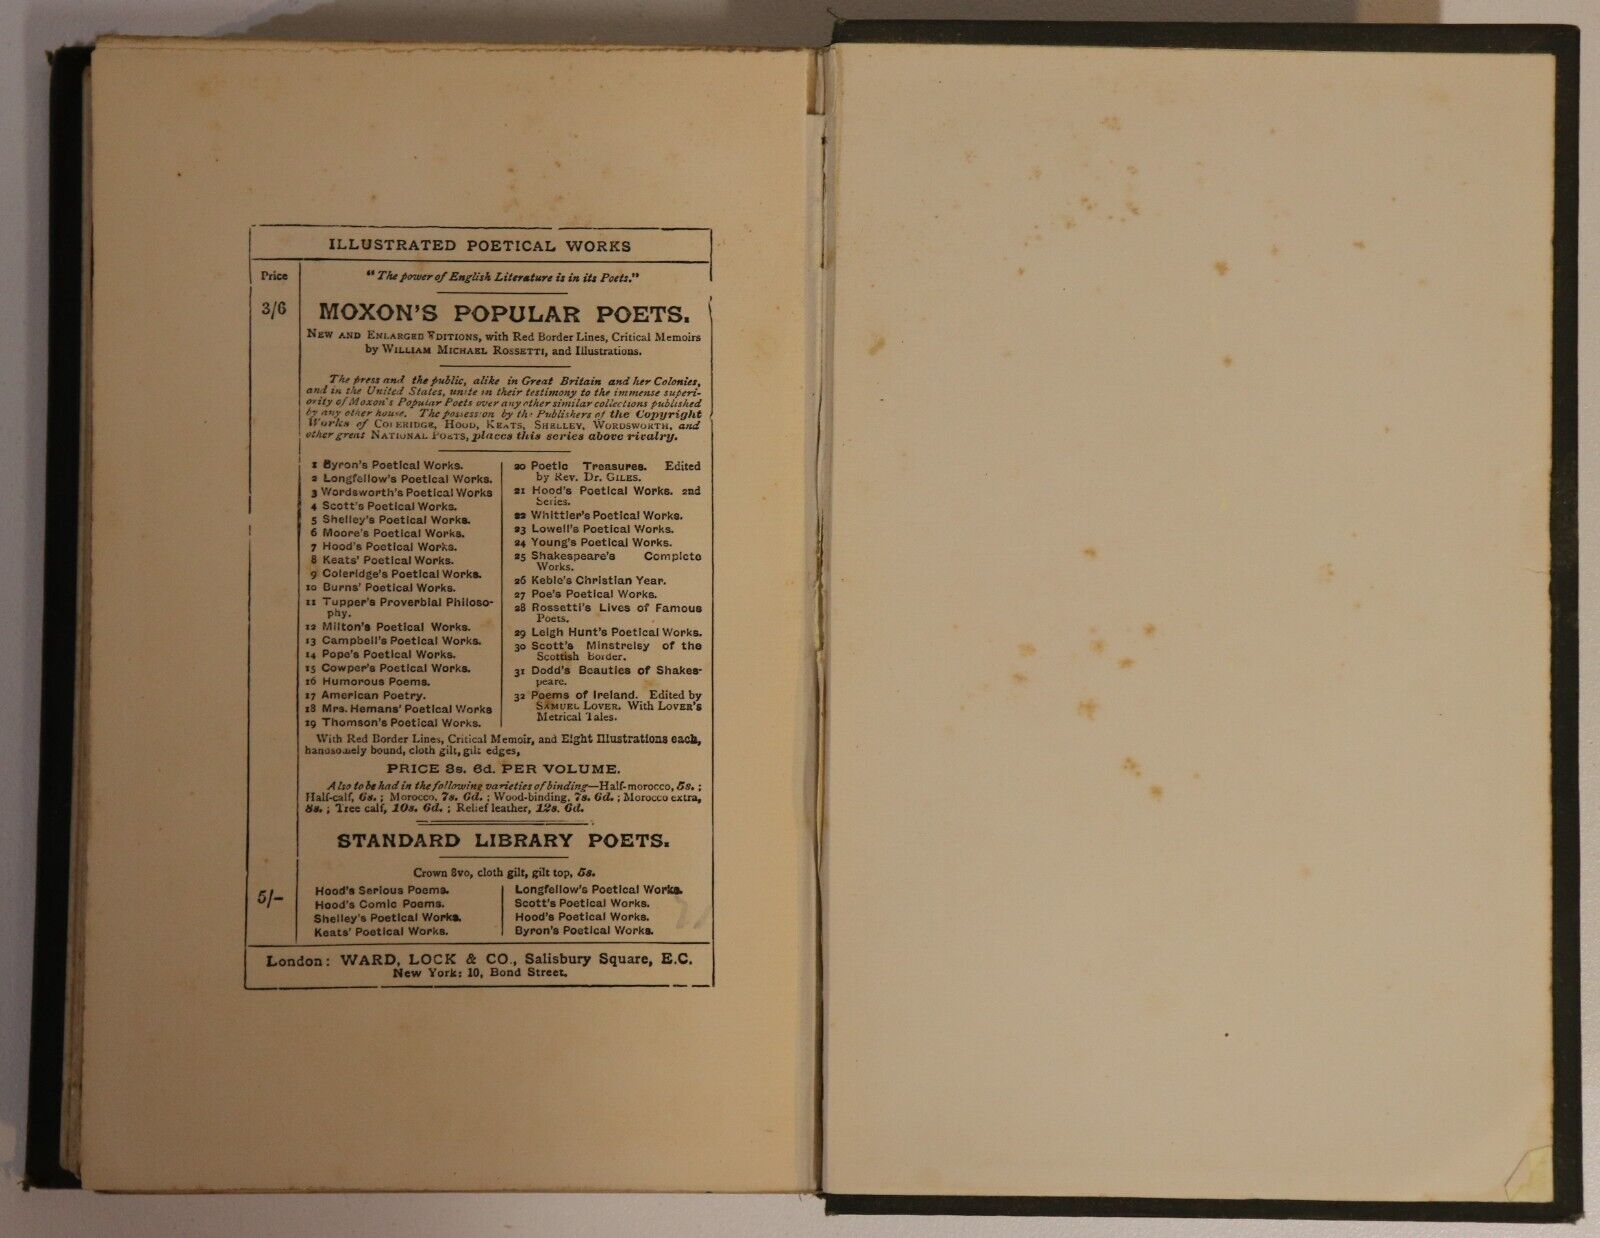 ILLUSTRATED POETICAL WORKS
Price
"The power of English Literature is in its Poets."
3/6
MOXON'S POPULAR POETS.
NEW AND ENLARGED EDITIONS, with Red Border Lines, Critical Memoirs
by WILLIAM MICHAEL ROSSETTI, and Illustrations.
The press and the public, alike in Great Britain and her Colonies,
and in the United States, unite in their testimony to the immense superi-
ority of Moxon's Popular Poets over any other similar collections published
by any other house. The possession by the Publishers of the Copyright
Works of COLERIDGE, HOOD, KEATS, SHELLEY, WORDSWORTH, and
other great NATIONAL POETS, places this series above rivalry.
1 Byron's Poetical Works.
2 Longfellow's Poetical Works.
3 Wordsworth's Poetical Works
4 Scott's Poetical Works.
5 Shelley's Poetical Works.
6 Moore's Poetical Works.
7 Hood's Poetical Works.
8 Keats' Poetical Works.
9 Coleridge's Poetical Works.
10 Burns' Poetical Works.
11 Tupper's Proverbial Philoso-
phy.
12 Milton's Poetical Works.
13 Campbell's Poetical Works.
14 Pope's Poetical Works.
15 Cowper's Poetical Works.
16 Humorous Poems.
17 American Poetry.
18 Mrs. Hemans' Poetical Works
19 Thomson's Poetical Works.
20 Poetic Treasures. Edited
by Rev. Dr. GILES.
21 Hood's Poetical Works. 2nd
Series.
22 Whittier's Poetical Works.
23 Lowell's Poetical Works.
24 Young's Poetical Works.
25 Shakespeare's Complete
Works.
26 Keble's Christian Year.
27 Poe's Poetical Works.
28 Rossetti's Lives of Famous
Poets.
29 Leigh Hunt's Poetical Works.
30 Scott's Minstrelsy of the
Scottish Border.
31 Dodd's Beauties of Shakes-
peare.
32 Poems of Ireland. Edited by
SAMUEL LOVER. With LOVER'S
Metrical Tales.
With Red Border Lines, Critical Memoir, and Eight Illustrations each,
handsomely bound, cloth gilt, gilt edges,
PRICE 3s. 6d. PER VOLUME.
Also to be had in the following varieties of binding—Half-morocco, 5s. ;
Half-calf, 6s. ; Morocco, 7s. 6d. ; Wood-binding, 7s. 6d. ; Morocco extra,
8s. ; Tree calf, 10s. 6d. ; Relief leather, 12s. 6d.
STANDARD LIBRARY POETS.
Crown 8vo, cloth gilt, gilt top, 5s.
5/-
Hood's Serious Poems.
Hood's Comic Poems.
Shelley's Poetical Works.
Keats' Poetical Works.
Longfellow's Poetical Works.
Scott's Poetical Works.
Hood's Poetical Works.
Byron's Poetical Works.
London: WARD, LOCK & CO., Salisbury Square, E.C.
New York: 10, Bond Street.